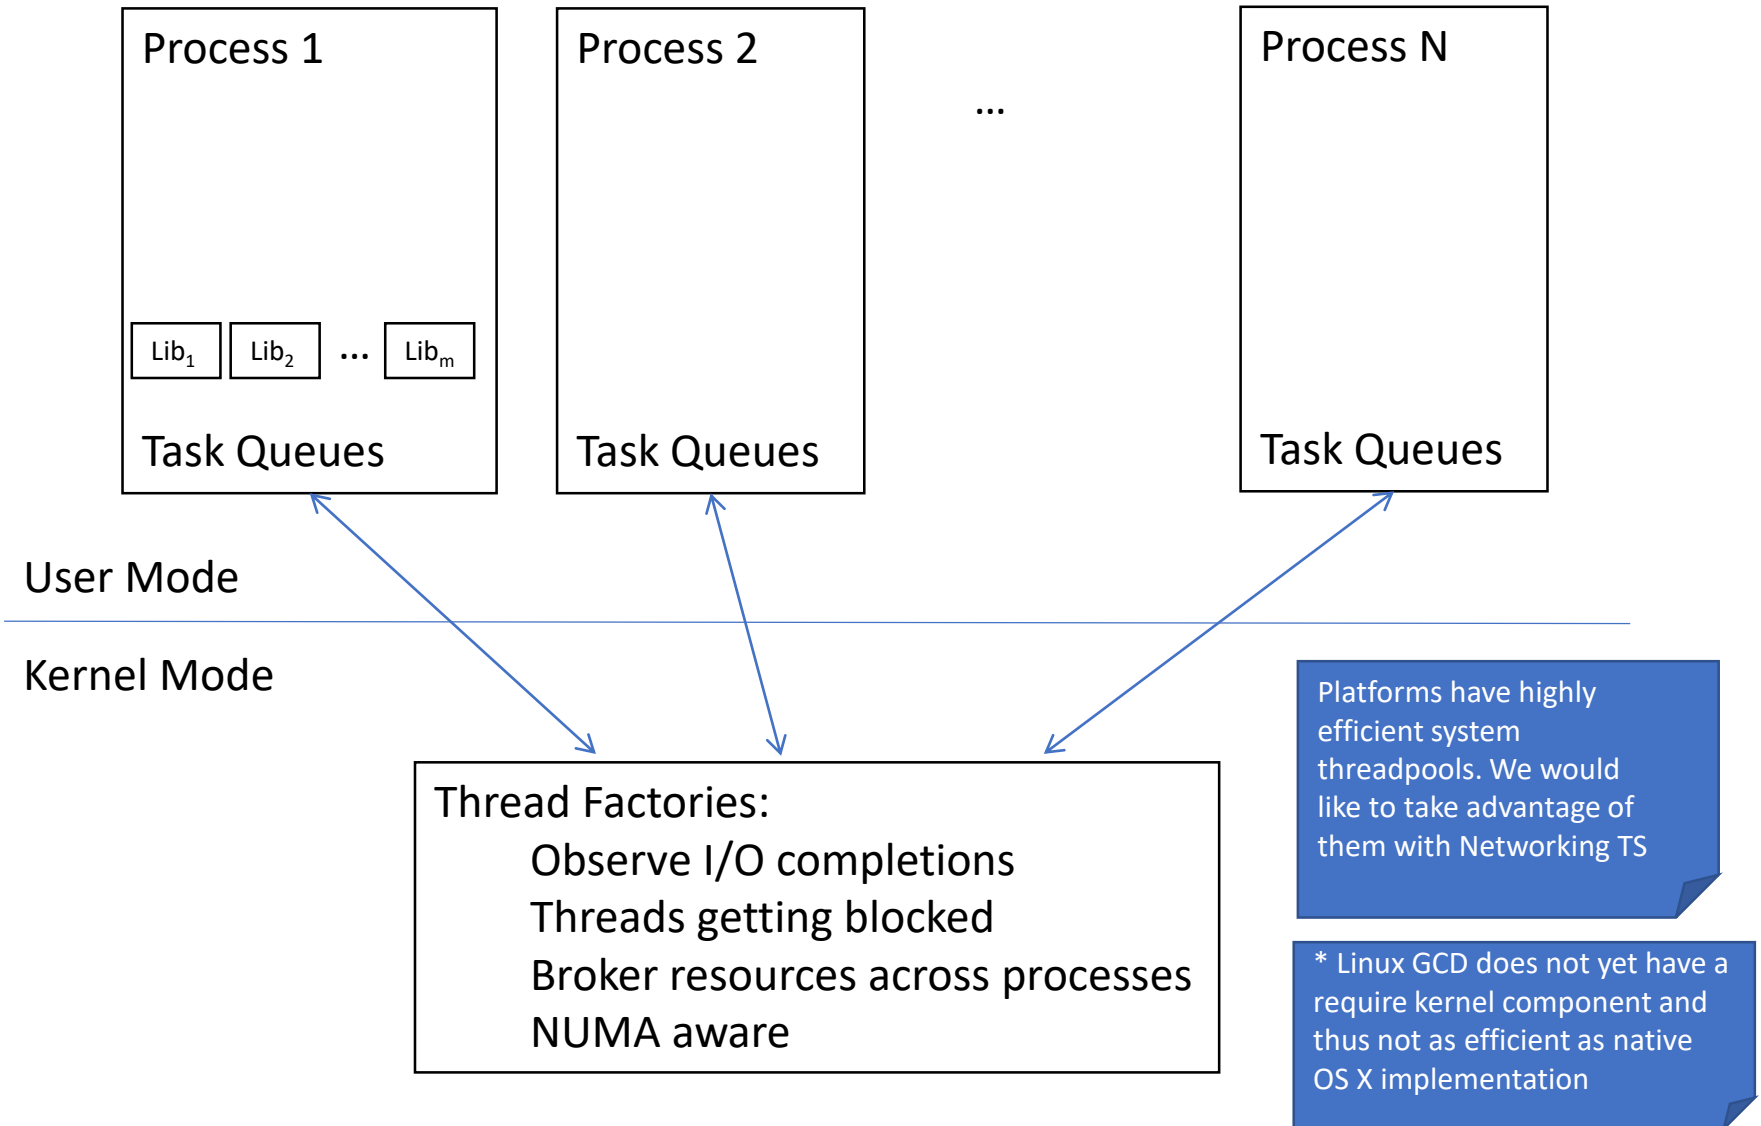 Process 1
Process 2
...
Process N
Lib1
Lib2
...
Libm
Task Queues
Task Queues
Task Queues
User Mode
Kernel Mode
Thread Factories:
Observe I/O completions
Threads getting blocked
Broker resources across processes
NUMA aware
Platforms have highly
efficient system
threadpools. We would
like to take advantage of
them with Networking TS
* Linux GCD does not yet have a
require kernel component and
thus not as efficient as native
OS X implementation